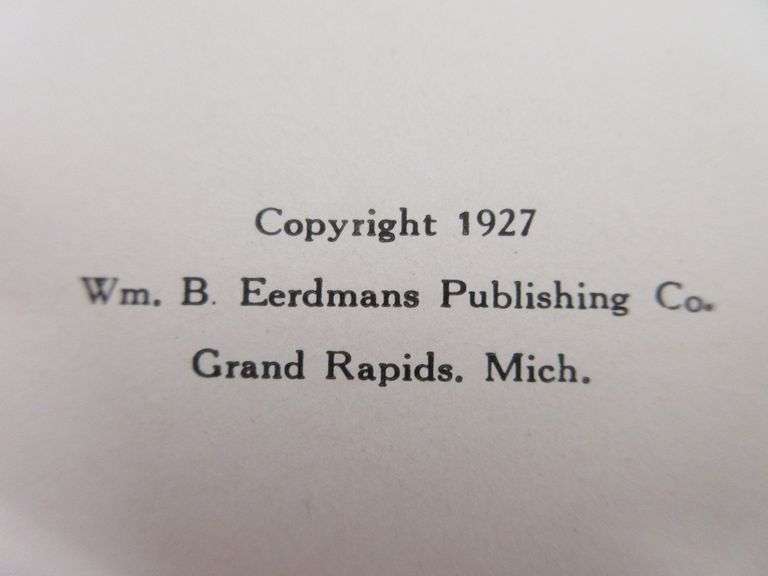 Copyright 1927
Wm. B. Eerdmans Publishing Co.
Grand Rapids. Mich.